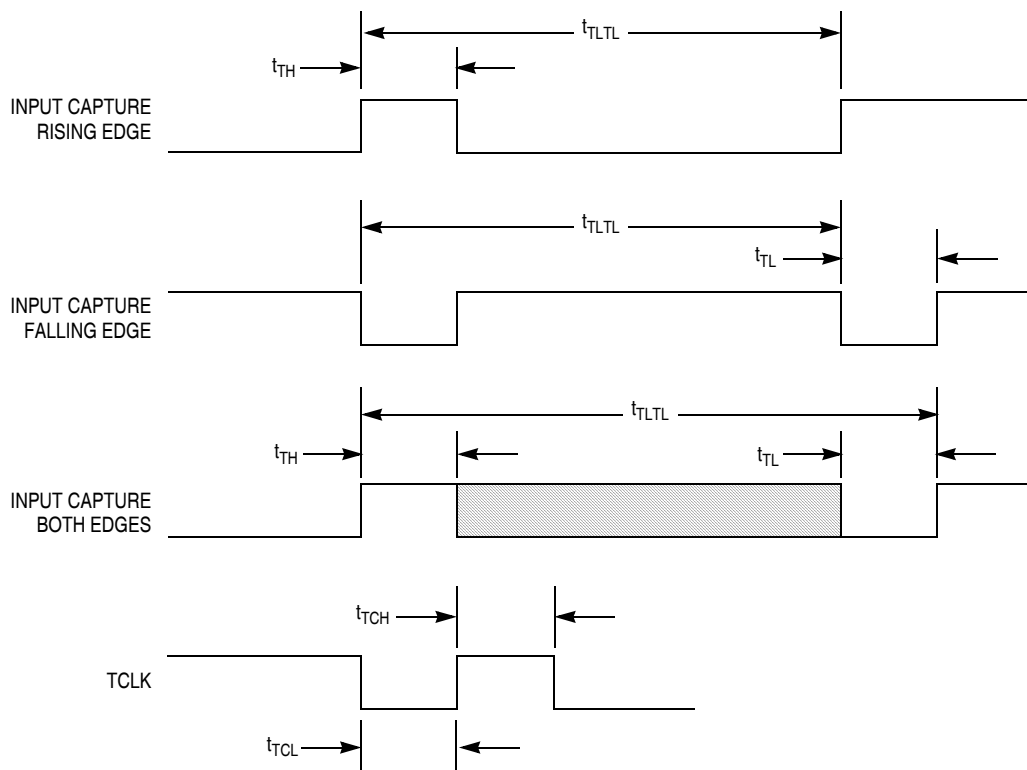 tTLTL
tTH
INPUT CAPTURE
RISING EDGE
tTLTL
tTL
INPUT CAPTURE
FALLING EDGE
tTLTL
tTH
tTL
INPUT CAPTURE
BOTH EDGES
tTCH
TCLK
tTCL